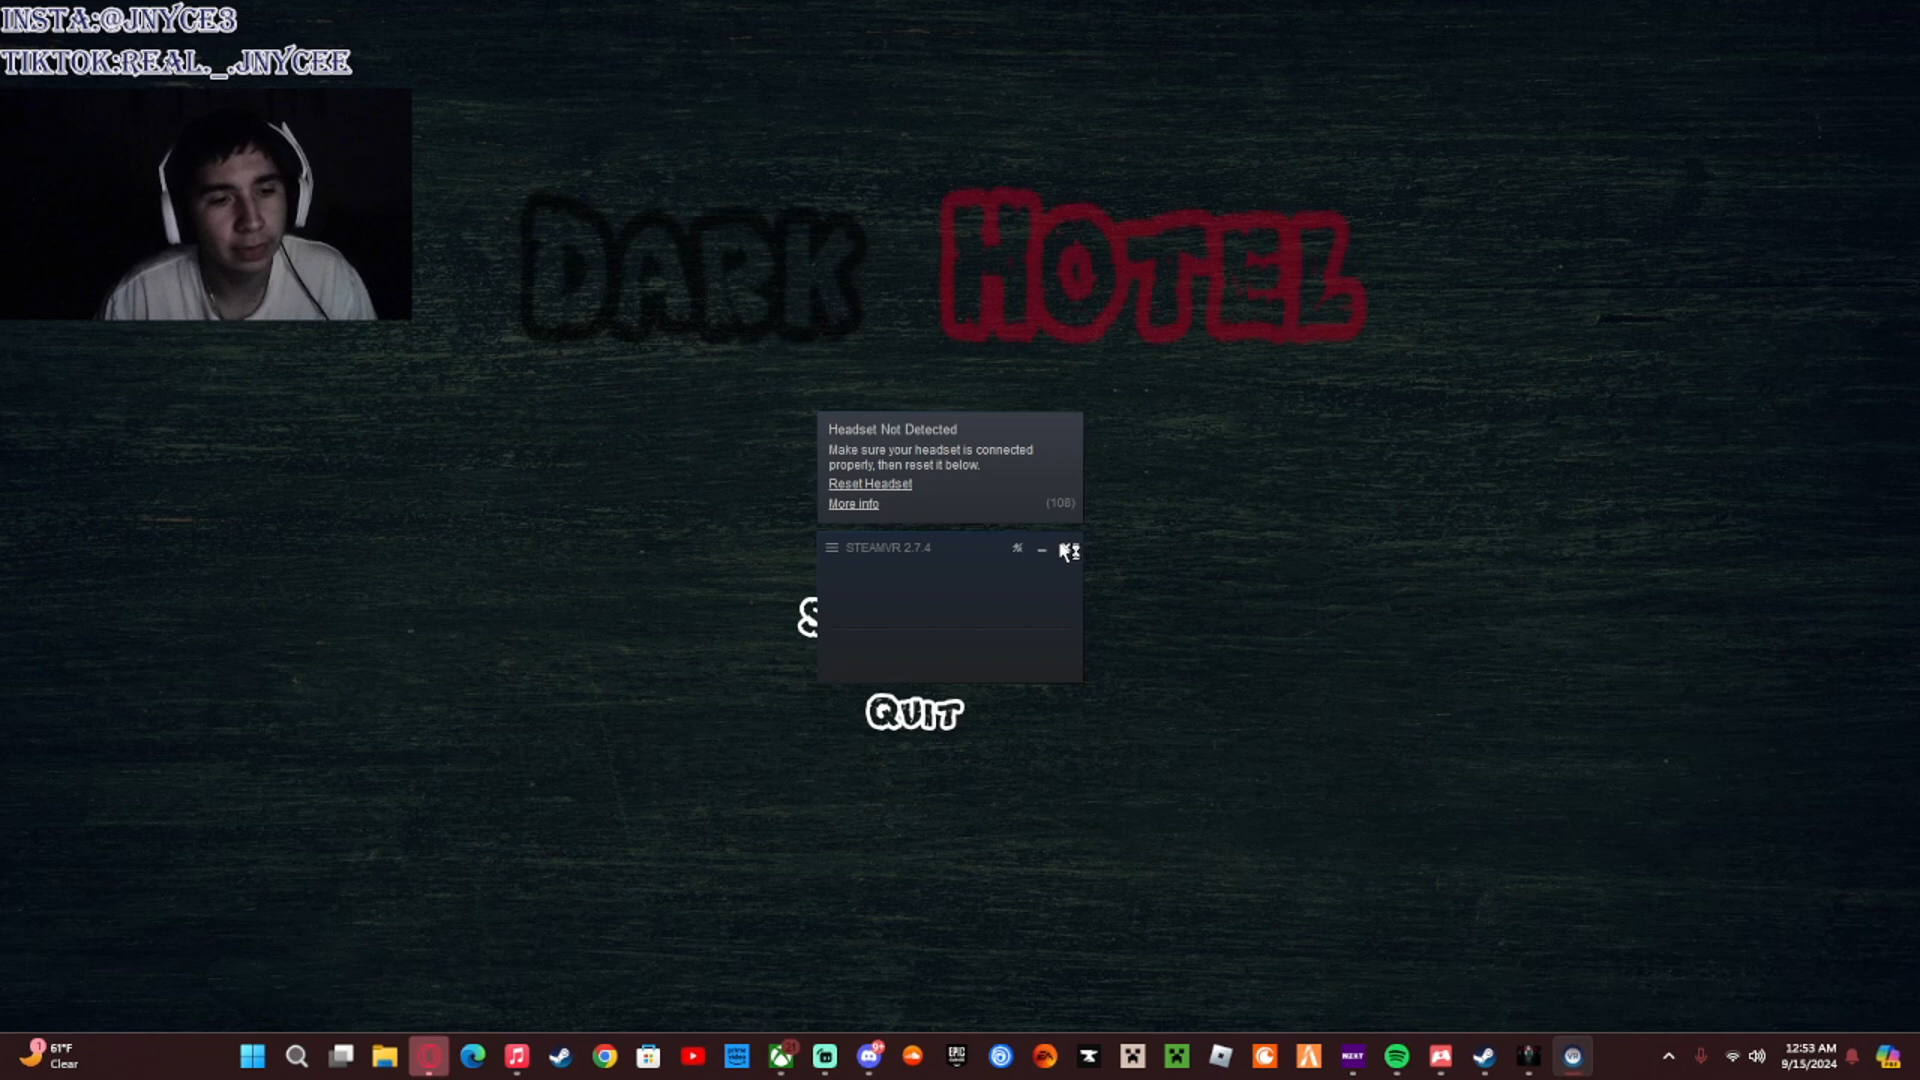 INSTA:@JNYCE3
TIKTOK:REAL._.JNYCEE
DARK HOTEL
Headset Not Detected
Make sure your headset is connected
properly, then reset it below.
Reset Headset
More info (108)
STEAMVR 2.7.4
S
QUIT
61°F
Clear
12:53 AM
9/15/2024